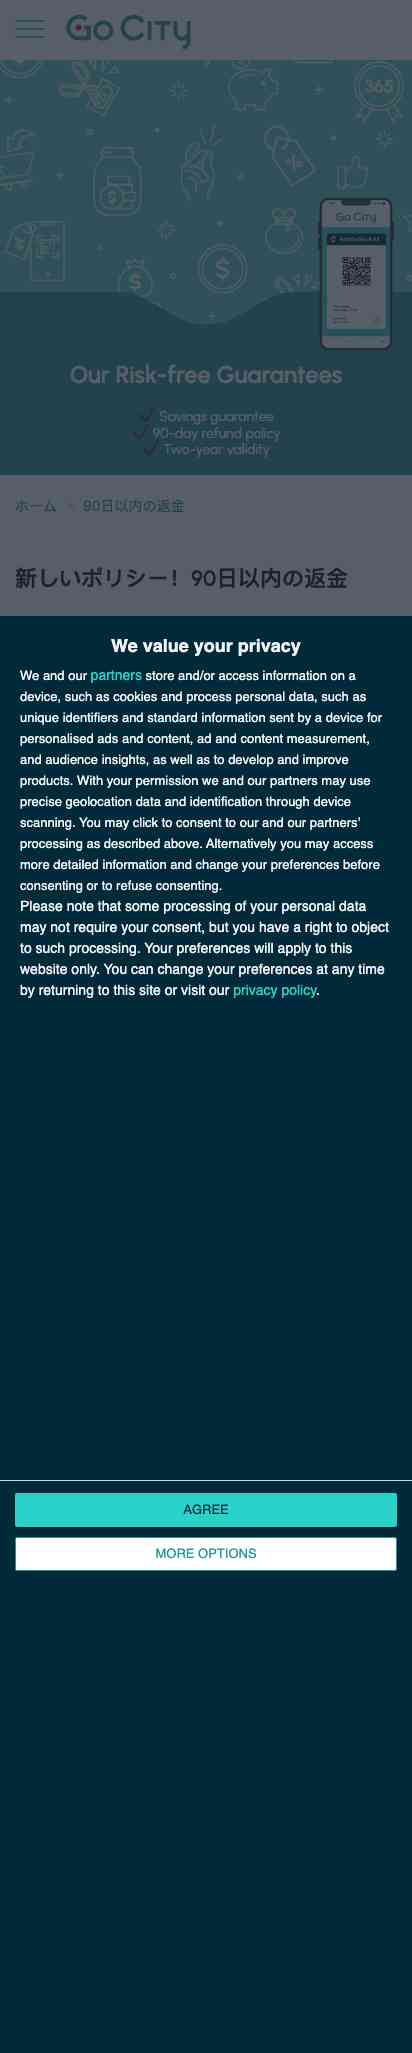 Go City
365
Go City
Our Risk-free Guarantees
Savings guarantee
90-day refund policy
Two-year validity
ホーム
90日以内の返金
新しいポリシー！90日以内の返金
We value your privacy
We and our partners store and/or access information on a
device, such as cookies and process personal data, such as
unique identifiers and standard information sent by a device for
personalised ads and content, ad and content measurement,
and audience insights, as well as to develop and improve
products. With your permission we and our partners may use
precise geolocation data and identification through device
scanning. You may click to consent to our and our partners'
processing as described above. Alternatively you may access
more detailed information and change your preferences before
consenting or to refuse consenting.
Please note that some processing of your personal data
may not require your consent, but you have a right to object
to such processing. Your preferences will apply to this
website only. You can change your preferences at any time
by returning to this site or visit our privacy policy.
AGREE
MORE OPTIONS